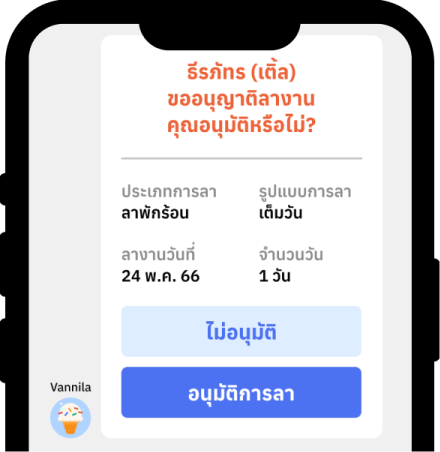 ธีรภัทร (เติ้ล)
ขออนุญาติลางาน
คุณอนุมัติหรือไม่?
ประเภทการลา รูปแบบการลา
ลาพักร้อน เต็มวัน
ลางานวันที่ จำนวนวัน
24 พ.ค. 66 1 วัน
ไม่อนุมัติ
อนุมัติการลา
Vannila